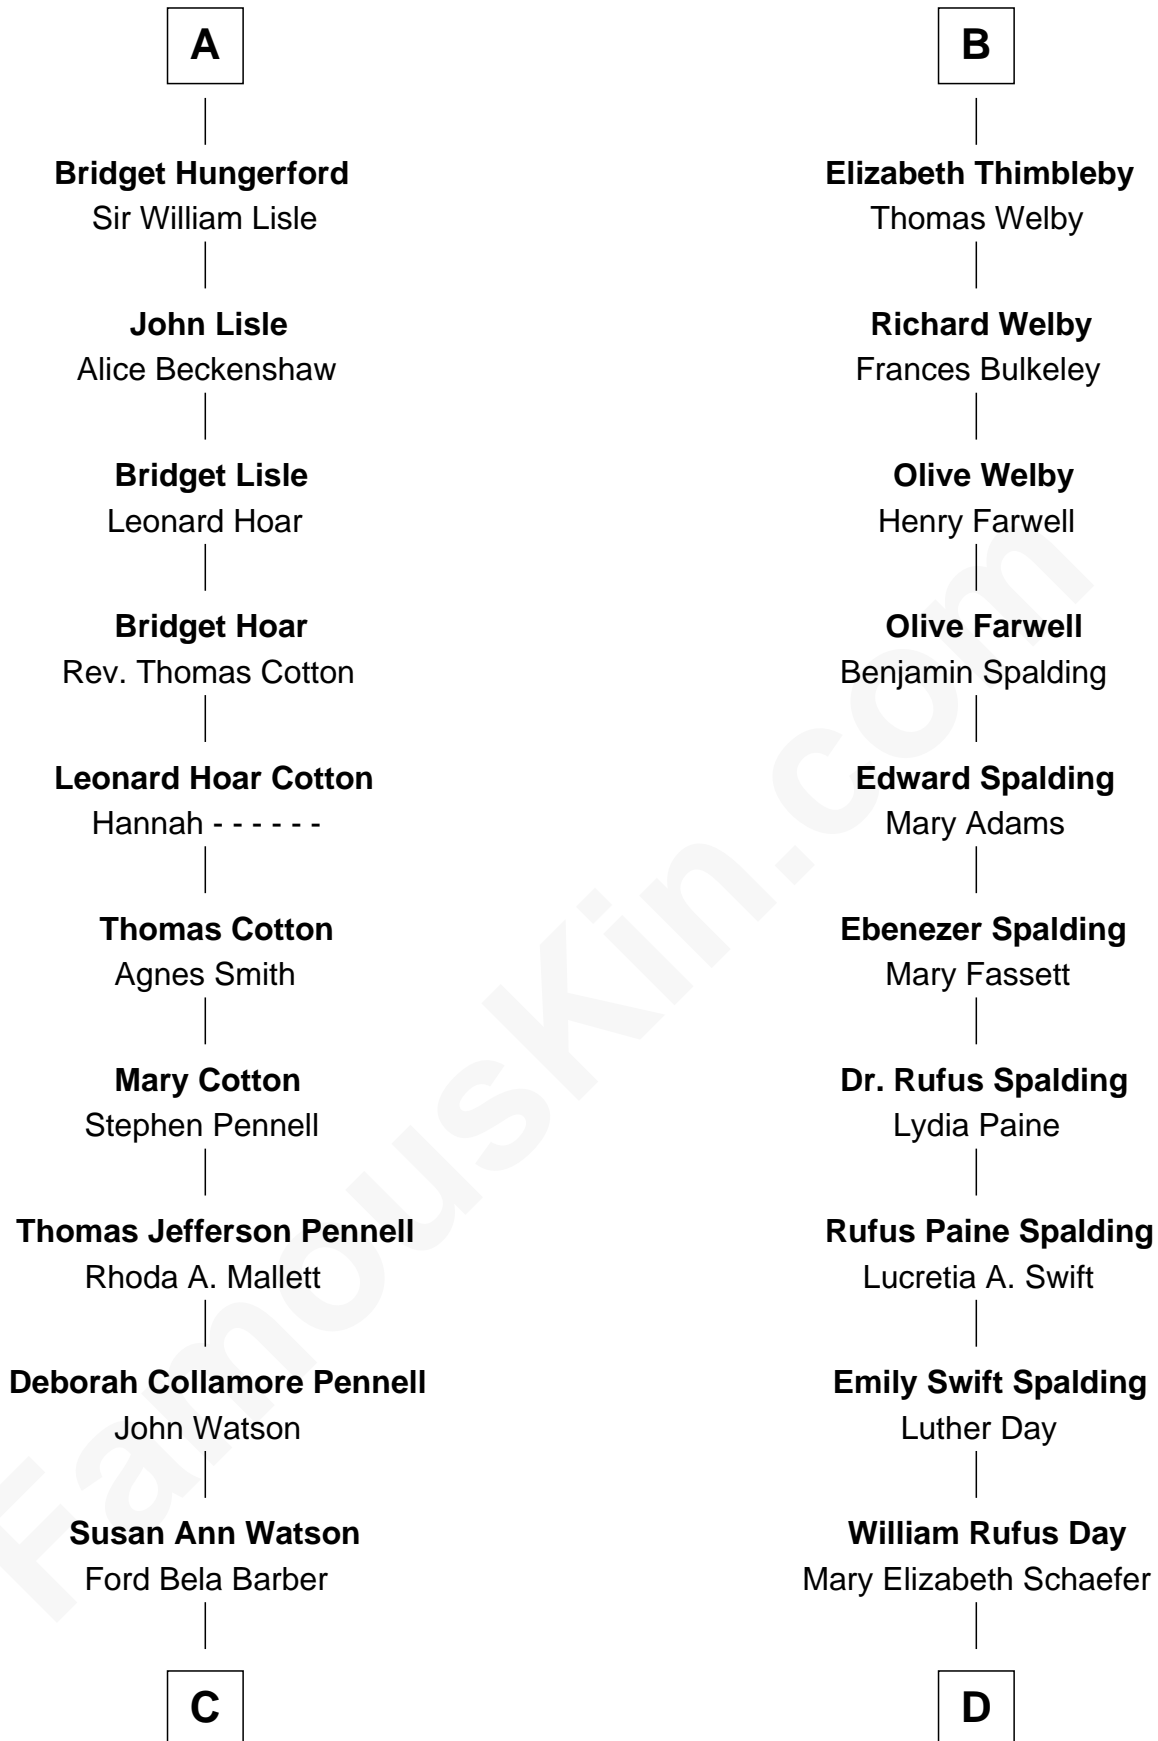 A
Bridget Hungerford
Sir William Lisle
John Lisle
Alice Beckenshaw
Bridget Lisle
Leonard Hoar
Bridget Hoar
Rev. Thomas Cotton
Leonard Hoar Cotton
Hannah - - - - - -
Thomas Cotton
Agnes Smith
Mary Cotton
Stephen Pennell
Thomas Jefferson Pennell
Rhoda A. Mallett
Deborah Collamore Pennell
John Watson
Susan Ann Watson
Ford Bela Barber
C
B
Elizabeth Thimbleby
Thomas Welby
Richard Welby
Frances Bulkeley
Olive Welby
Henry Farwell
Olive Farwell
Benjamin Spalding
Edward Spalding
Mary Adams
Ebenezer Spalding
Mary Fassett
Dr. Rufus Spalding
Lydia Paine
Rufus Paine Spalding
Lucretia A. Swift
Emily Swift Spalding
Luther Day
William Rufus Day
Mary Elizabeth Schaefer
D
FamousKin.com